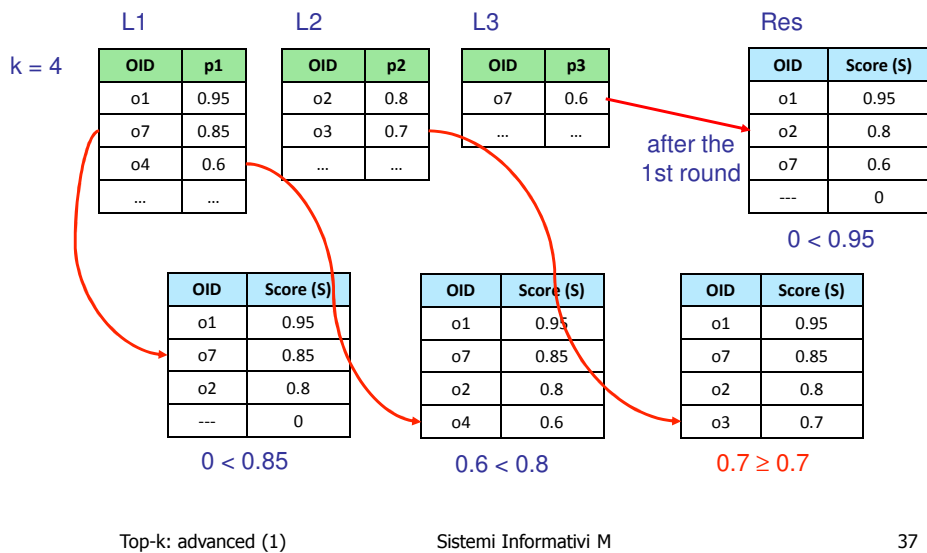 L1 L2 L3 Res
k = 4
OID p1
o1 0.95
o7 0.85
o4 0.6
... ...
OID p2
o2 0.8
o3 0.7
... ...
OID p3
o7 0.6
... ...
after the
1st round
OID Score (S)
o1 0.95
o2 0.8
o7 0.6
--- 0
0 < 0.95
OID Score (S)
o1 0.95
o7 0.85
o2 0.8
--- 0
0 < 0.85
OID Score (S)
o1 0.95
o7 0.85
o2 0.8
o4 0.6
0.6 < 0.8
OID Score (S)
o1 0.95
o7 0.85
o2 0.8
o3 0.7
0.7 ≥ 0.7
Top-k: advanced (1) Sistemi Informativi M 37